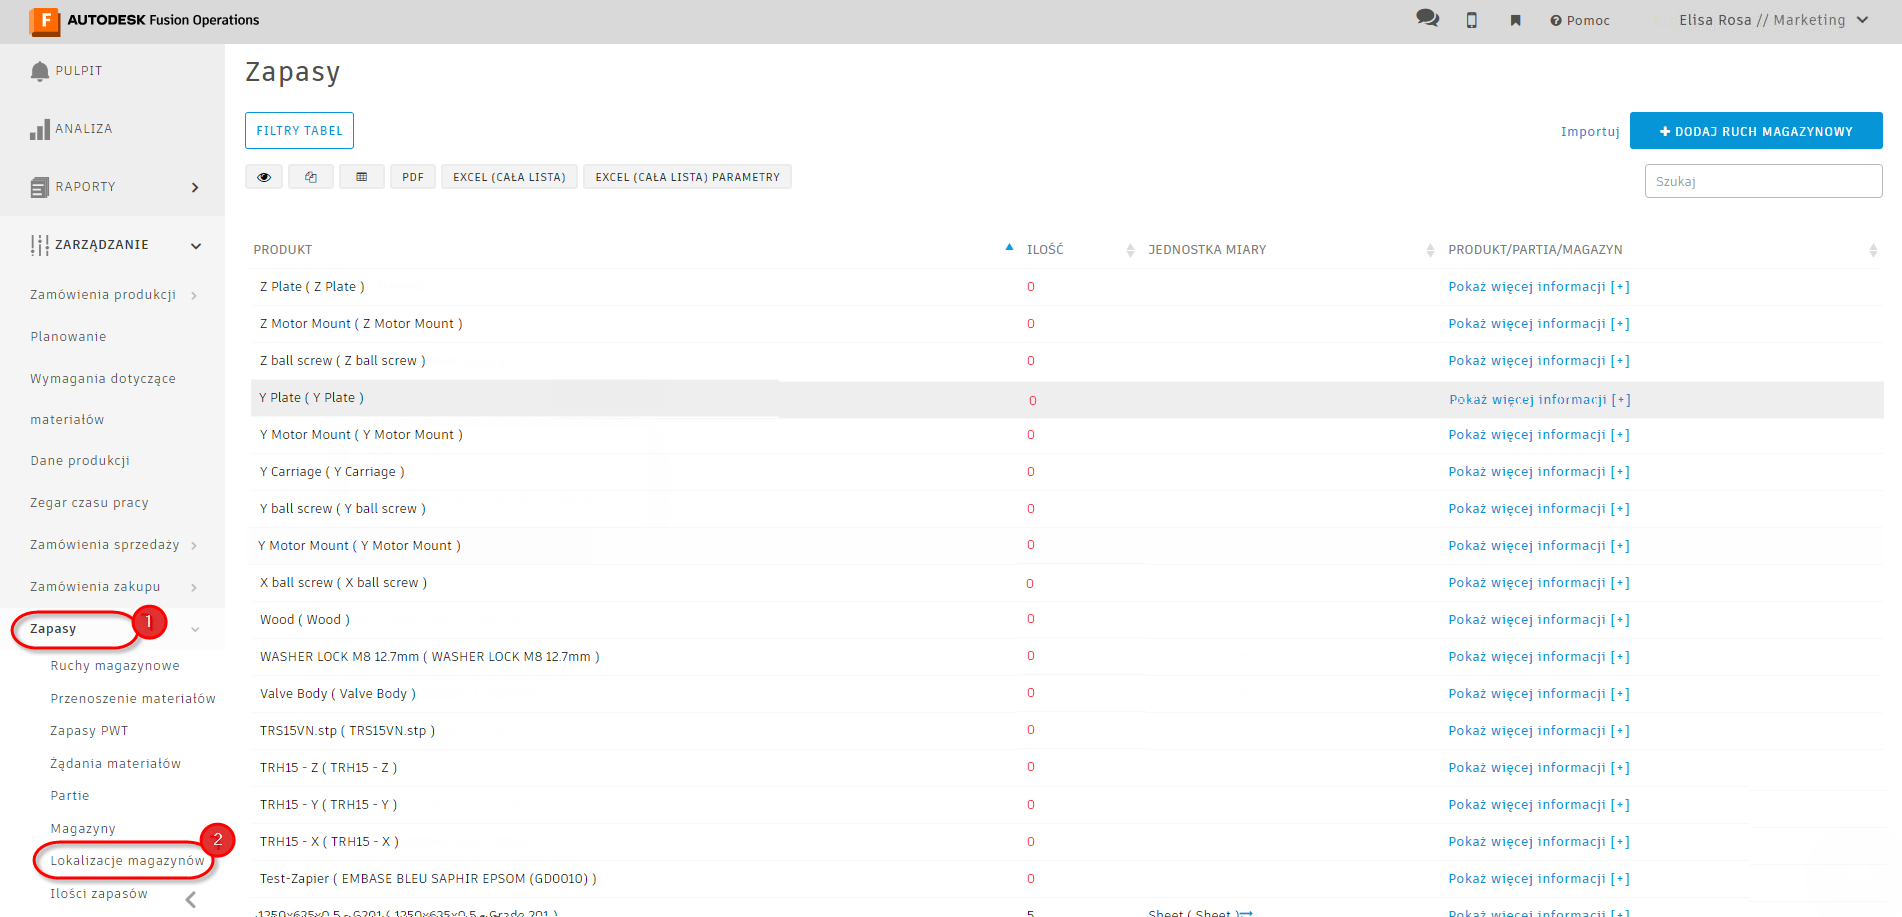 F AUTODESK Fusion Operations
Pomoc
Elisa Rosa // Marketing
PULPIT
ANALIZA
RAPORTY
ZARZĄDZANIE
Zamówienia produkcji
Planowanie
Wymagania dotyczące
materiałów
Dane produkcji
Zegar czasu pracy
Zamówienia sprzedaży
Zamówienia zakupu
Zapasy
1
Ruchy magazynowe
Przenoszenie materiałów
Zapasy PWT
Żądania materiałów
Partie
Magazyny
2
Lokalizacje magazynów
Ilości zapasów
Zapasy
FILTRY TABEL
Importuj
DODAJ RUCH MAGAZYNOWY
PDF EXCEL (CAŁA LISTA) EXCEL (CAŁA LISTA) PARAMETRY
Szukaj
PRODUKT ILOŚĆ JEDNOSTKA MIARY PRODUKT/PARTIA/MAGAZYN
Z Plate ( Z Plate ) 0 Pokaż więcej informacji [+]
Z Motor Mount ( Z Motor Mount ) 0 Pokaż więcej informacji [+]
Z ball screw ( Z ball screw ) 0 Pokaż więcej informacji [+]
Y Plate ( Y Plate ) 0 Pokaż więcej informacji [+]
Y Motor Mount ( Y Motor Mount ) 0 Pokaż więcej informacji [+]
Y Carriage ( Y Carriage ) 0 Pokaż więcej informacji [+]
Y ball screw ( Y ball screw ) 0 Pokaż więcej informacji [+]
Y Motor Mount ( Y Motor Mount ) 0 Pokaż więcej informacji [+]
X ball screw ( X ball screw ) 0 Pokaż więcej informacji [+]
Wood ( Wood ) 0 Pokaż więcej informacji [+]
WASHER LOCK M8 12.7mm ( WASHER LOCK M8 12.7mm ) 0 Pokaż więcej informacji [+]
Valve Body ( Valve Body ) 0 Pokaż więcej informacji [+]
TRS15VN.stp ( TRS15VN.stp ) 0 Pokaż więcej informacji [+]
TRH15 - Z ( TRH15 - Z ) 0 Pokaż więcej informacji [+]
TRH15 - Y ( TRH15 - Y ) 0 Pokaż więcej informacji [+]
TRH15 - X ( TRH15 - X ) 0 Pokaż więcej informacji [+]
Test-Zapier ( EMBASE BLEU SAPHIR EPSOM (GD0010) ) 0 Pokaż więcej informacji [+]
1250x635x0.5 - G201 ( 1250x635x0.5 - Grade 201 ) 5 Sheet ( Sheet ) Pokaż więcej informacji [+]